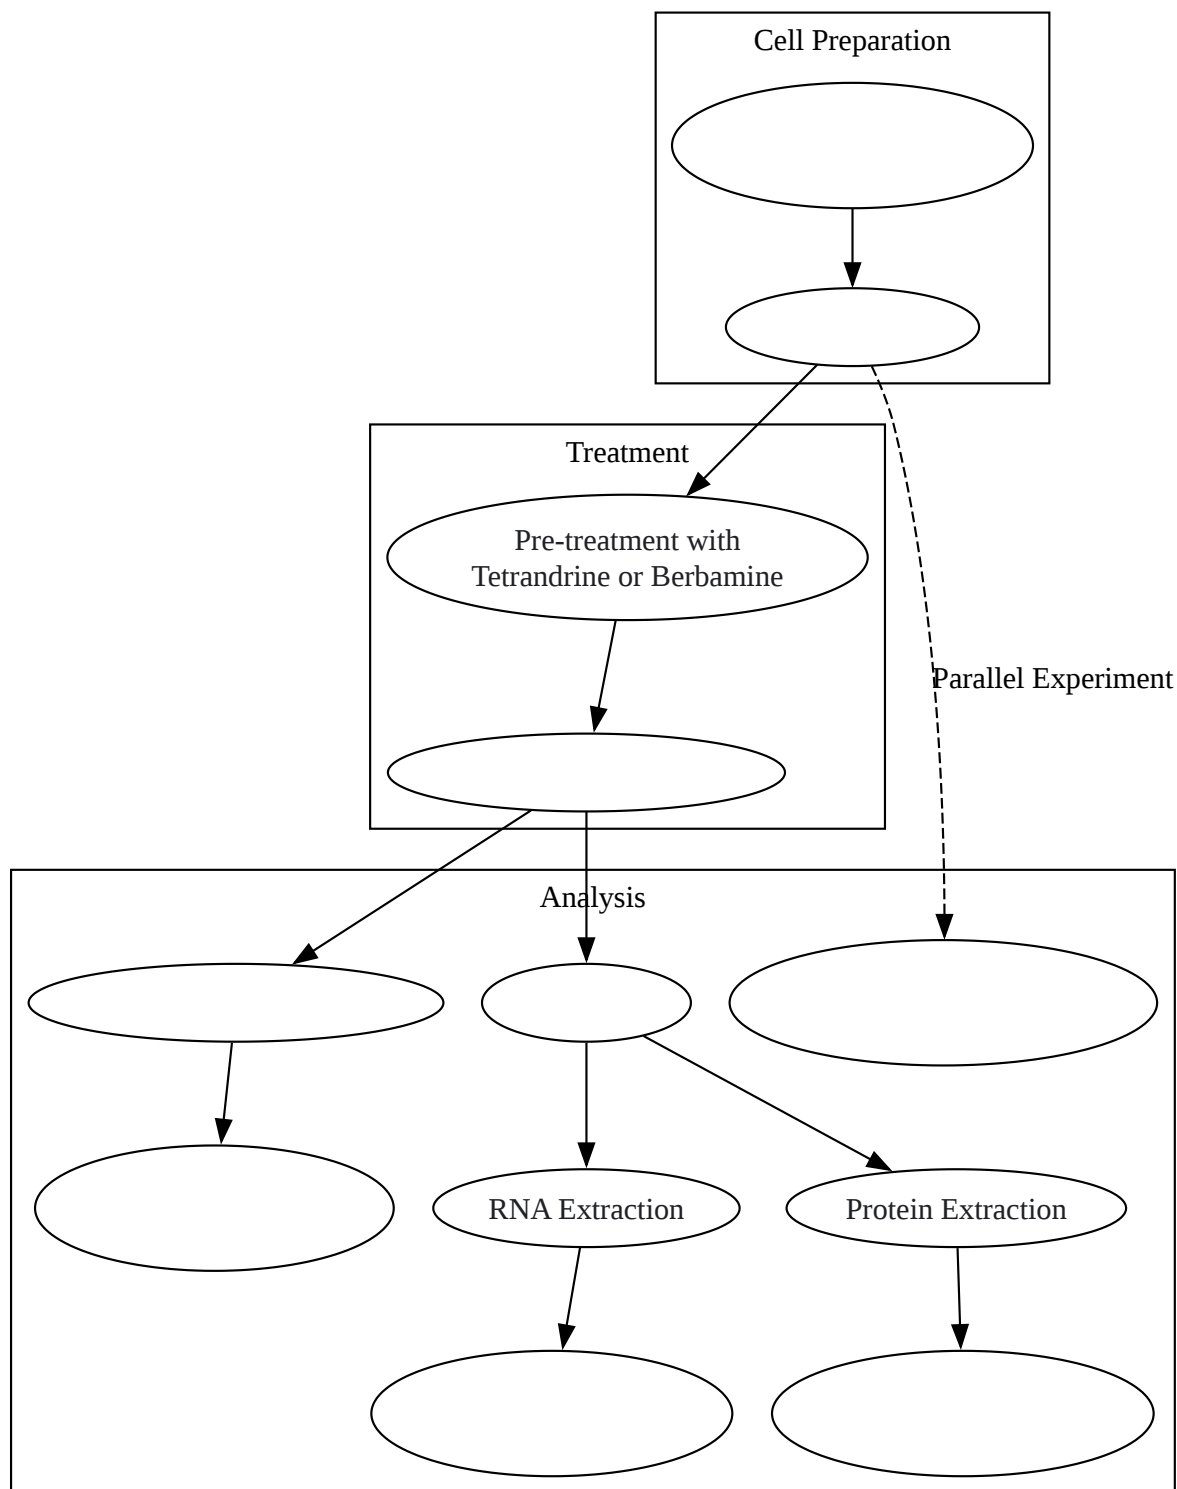 Cell Preparation
Treatment
Pre-treatment with
Tetrandrine or Berbamine
Parallel Experiment
Analysis
RNA Extraction
Protein Extraction